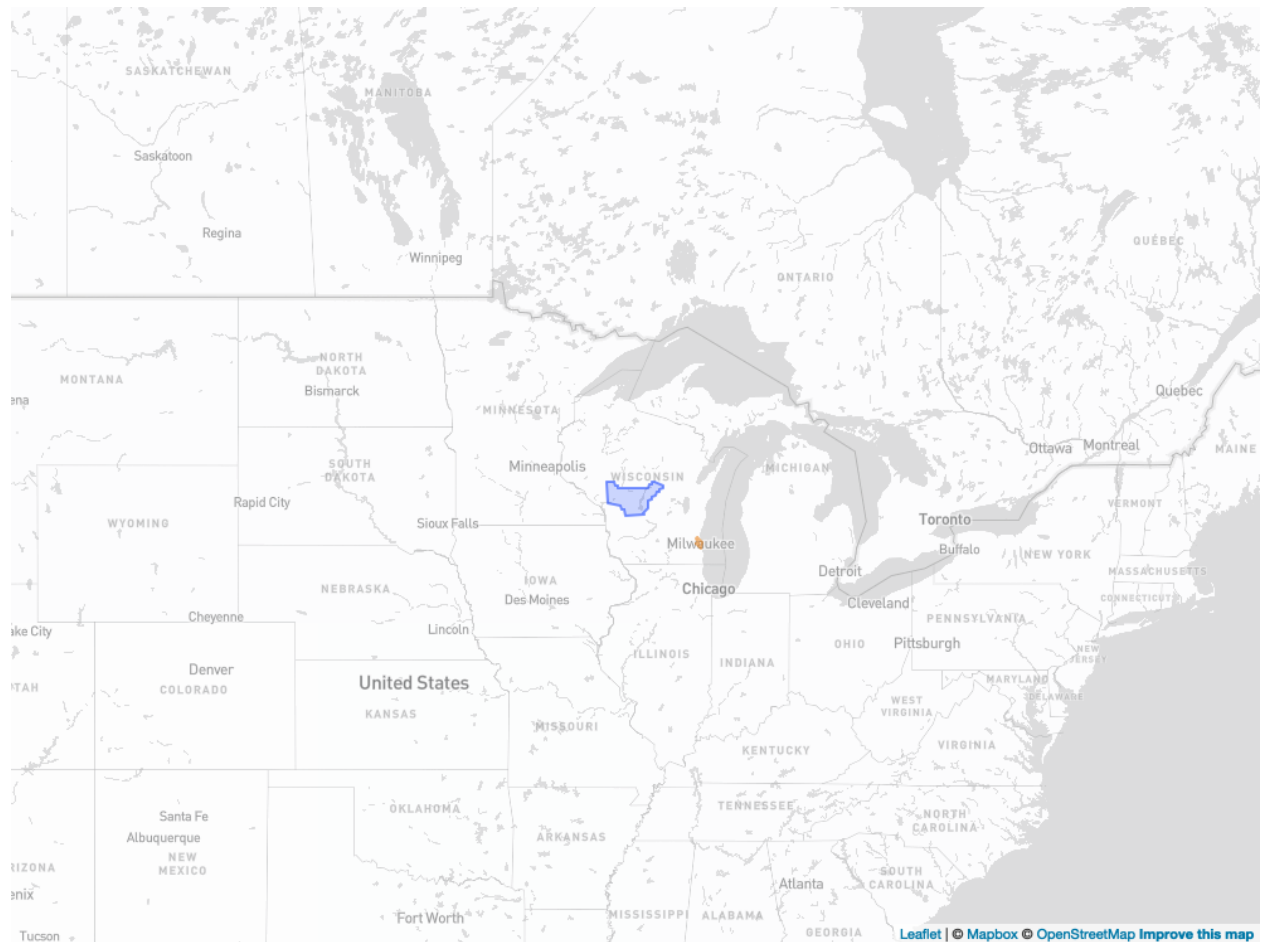 SASKATCHEWAN
MANITOBA
Saskatoon
Regina
Winnipeg
QUÉBEC
ONTARIO
NORTH
DAKOTA
MONTANA
Bismarck
ena
MINNESOTA
Quebec
Ottawa
Montreal
MAINE
Minneapolis
WISCONSIN
MICHIGAN
SOUTH
DAKOTA
Rapid City
VERMONT
WYOMING
Sioux Falls
Toronto
Milwaukee
Buffalo
NEW YORK
Detroit
MASSACHUSETTS
IOWA
NEBRASKA
Chicago
Des Moines
Cleveland
CONNECTICUT
Cheyenne
PENNSYLVANIA
ake City
Lincoln
OHIO
Pittsburgh
ILLINOIS
INDIANA
NEW
JERSEY
Denver
COLORADO
TAH
United States
MARYLAND
DELAWARE
WEST
VIRGINIA
KANSAS
MISSOURI
VIRGINIA
KENTUCKY
TENNESSEE
OKLAHOMA
Santa Fe
NORTH
CAROLINA
Albuquerque
ARKANSAS
NEW
MEXICO
RIZONA
SOUTH
CAROLINA
Atlanta
enix
Fort Worth
MISSISSIPPI
ALABAMA
GEORGIA
Tucson
Leaflet | © Mapbox © OpenStreetMap Improve this map